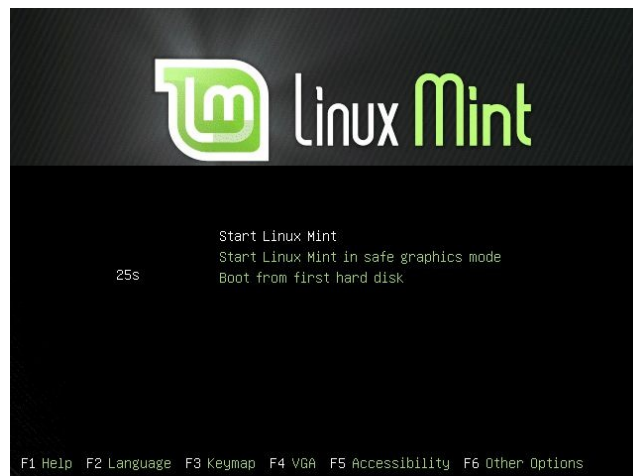 Lm Linux Mint
Start Linux Mint
Start Linux Mint in safe graphics mode
25s
Boot from first hard disk
F1 Help F2 Language F3 Keymap F4 VGA F5 Accessibility F6 Other Options